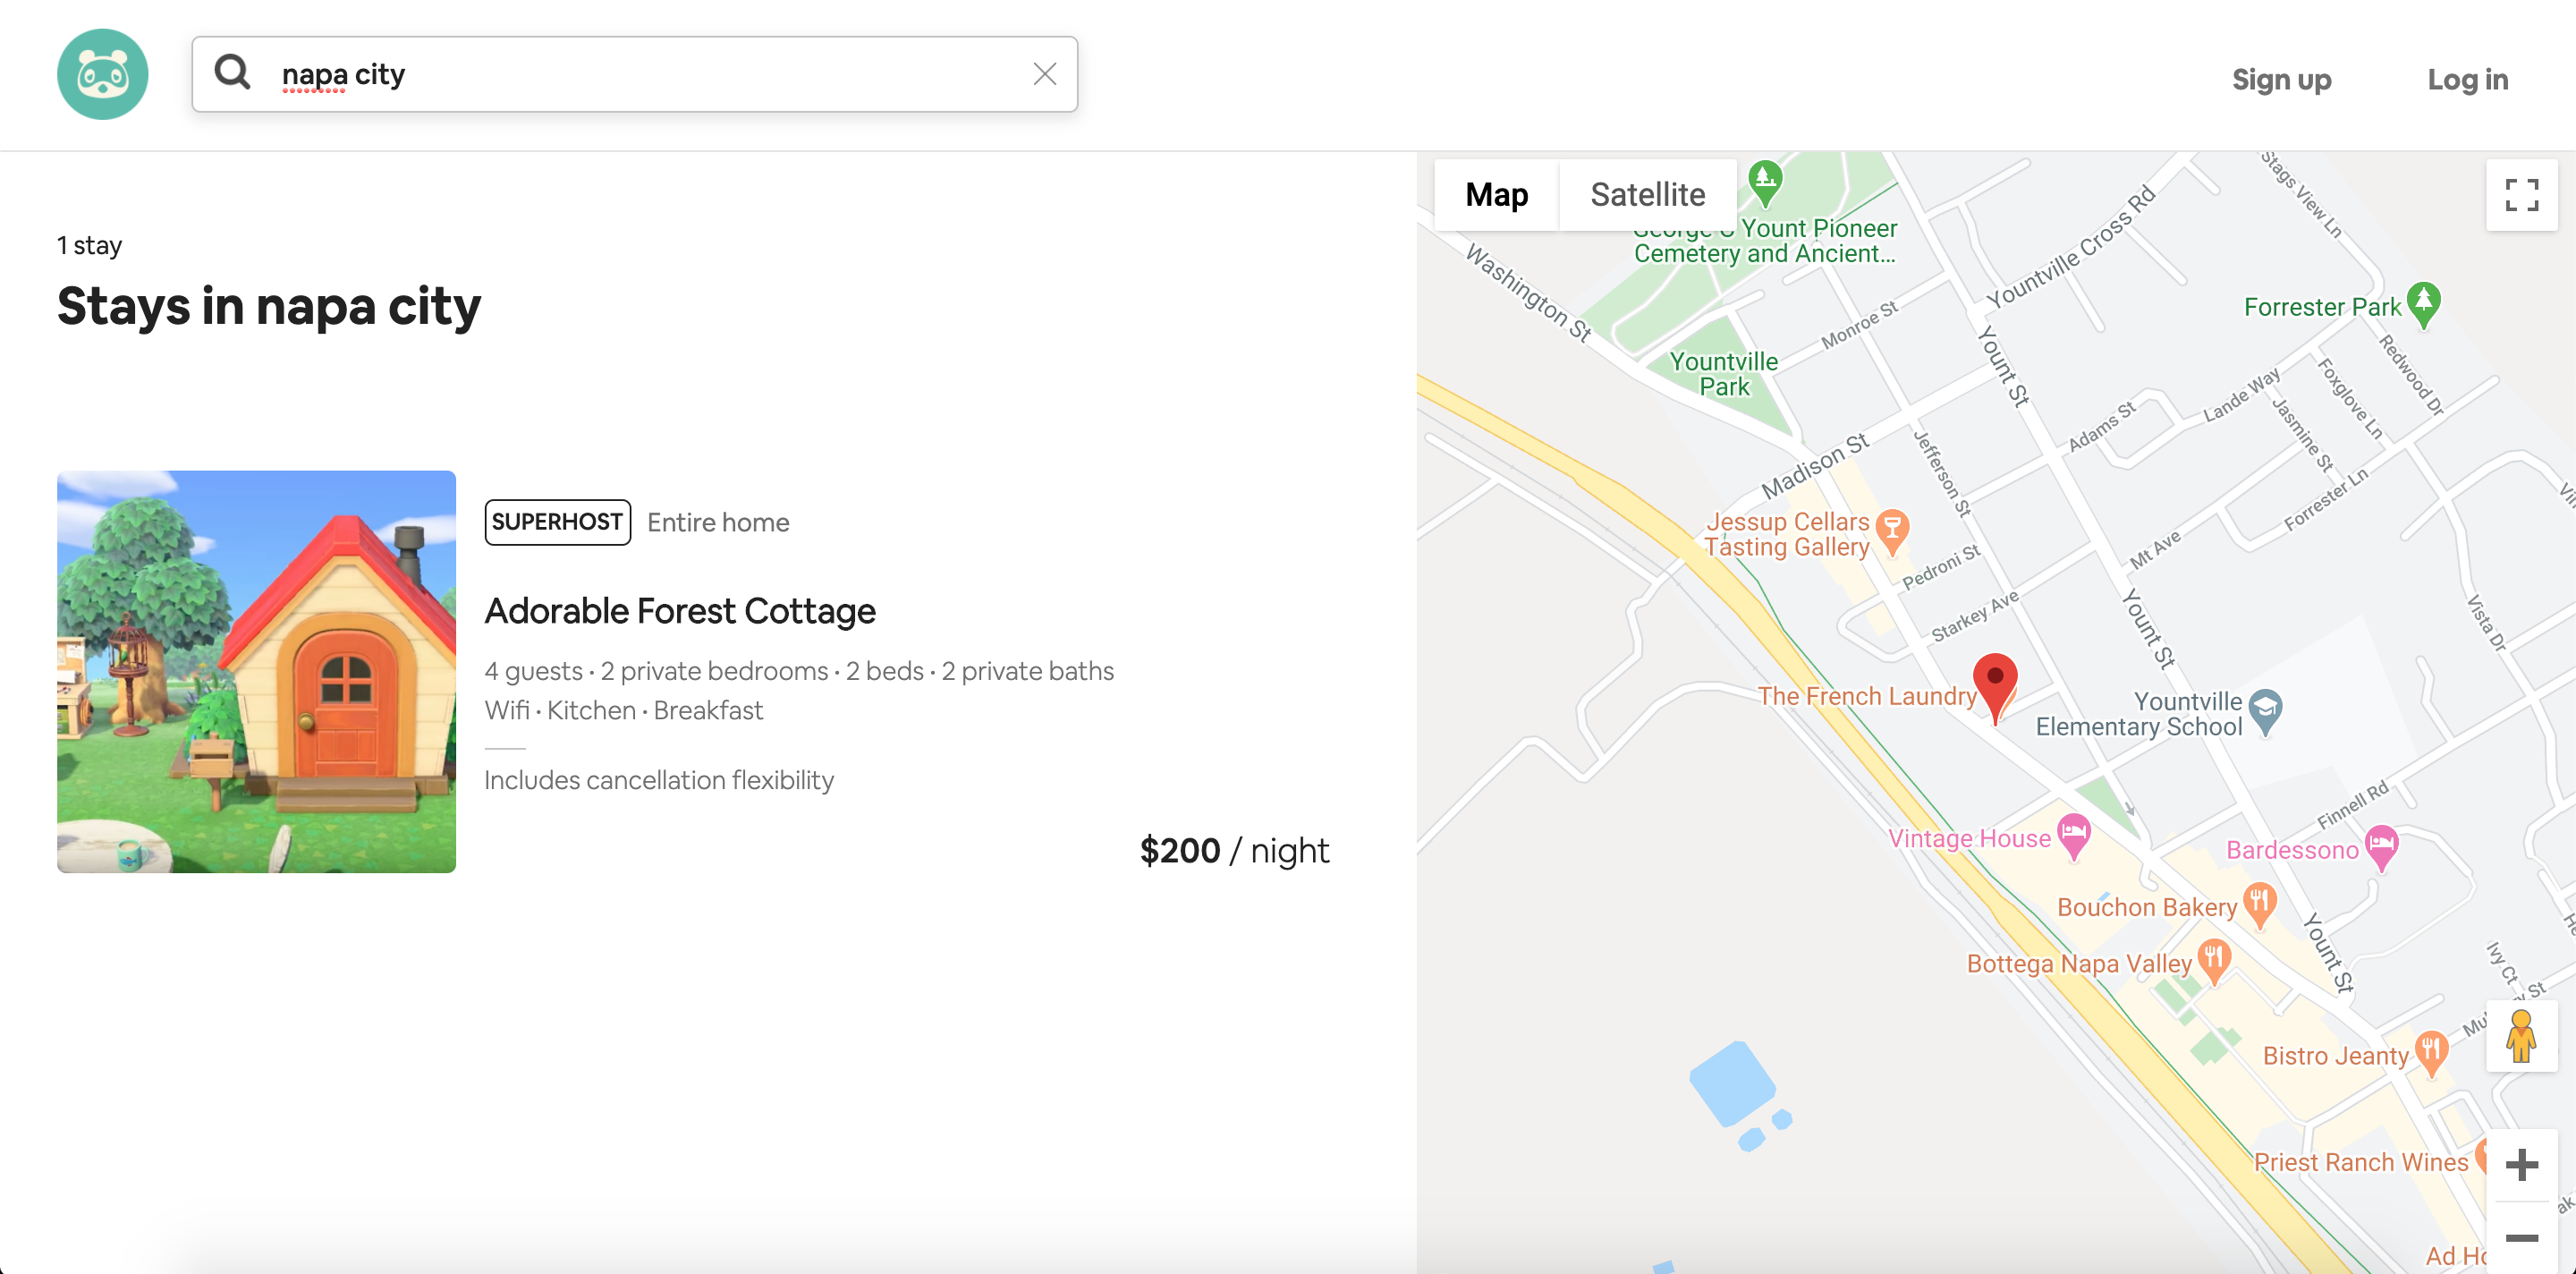 napa city
Sign up
Log in
1 stay
Stays in napa city
SUPERHOST Entire home
Adorable Forest Cottage
4 guests · 2 private bedrooms · 2 beds · 2 private baths
Wifi · Kitchen · Breakfast
Includes cancellation flexibility
$200 / night
Map
Satellite
George C Yount Pioneer
Cemetery and Ancient...
Washington St
Yountville Cross Rd
Stags View Ln
Forrester Park
Monroe St
Yountville
Park
Yount St
Redwood Dr
Foxglove Ln
Lande Way
Jasmine St
Adams St
Madison St
Jefferson St
Forrester Ln
Jessup Cellars
Tasting Gallery
Pedroni St
Mt Ave
Starkey Ave
Yount St
Vista Dr
The French Laundry
Yountville
Elementary School
Finnell Rd
Vintage House
Bardessono
Bouchon Bakery
Yount St
Bottega Napa Valley
Ivy Ct
Bistro Jeanty
Priest Ranch Wines